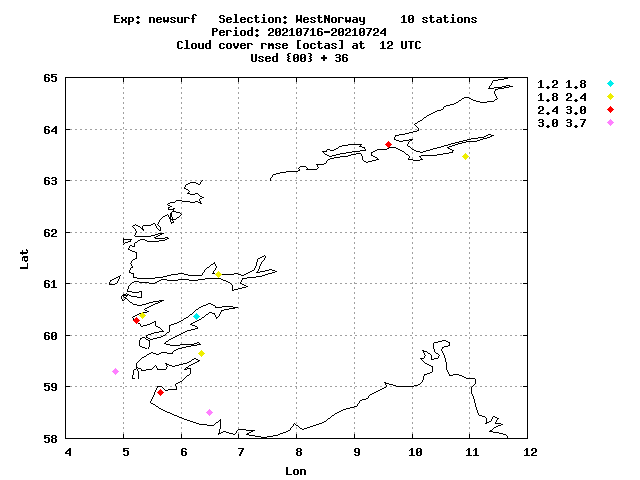 Exp: newsurf   Selection: WestNorway     10 stations
Period: 20210716-20210724
Cloud cover rmse [octas] at  12 UTC
Used {00} + 36
1.2 1.8
1.8 2.4
2.4 3.0
3.0 3.7
65
64
63
62
61
60
59
58
Lat
4 5 6 7 8 9 10 11 12
Lon